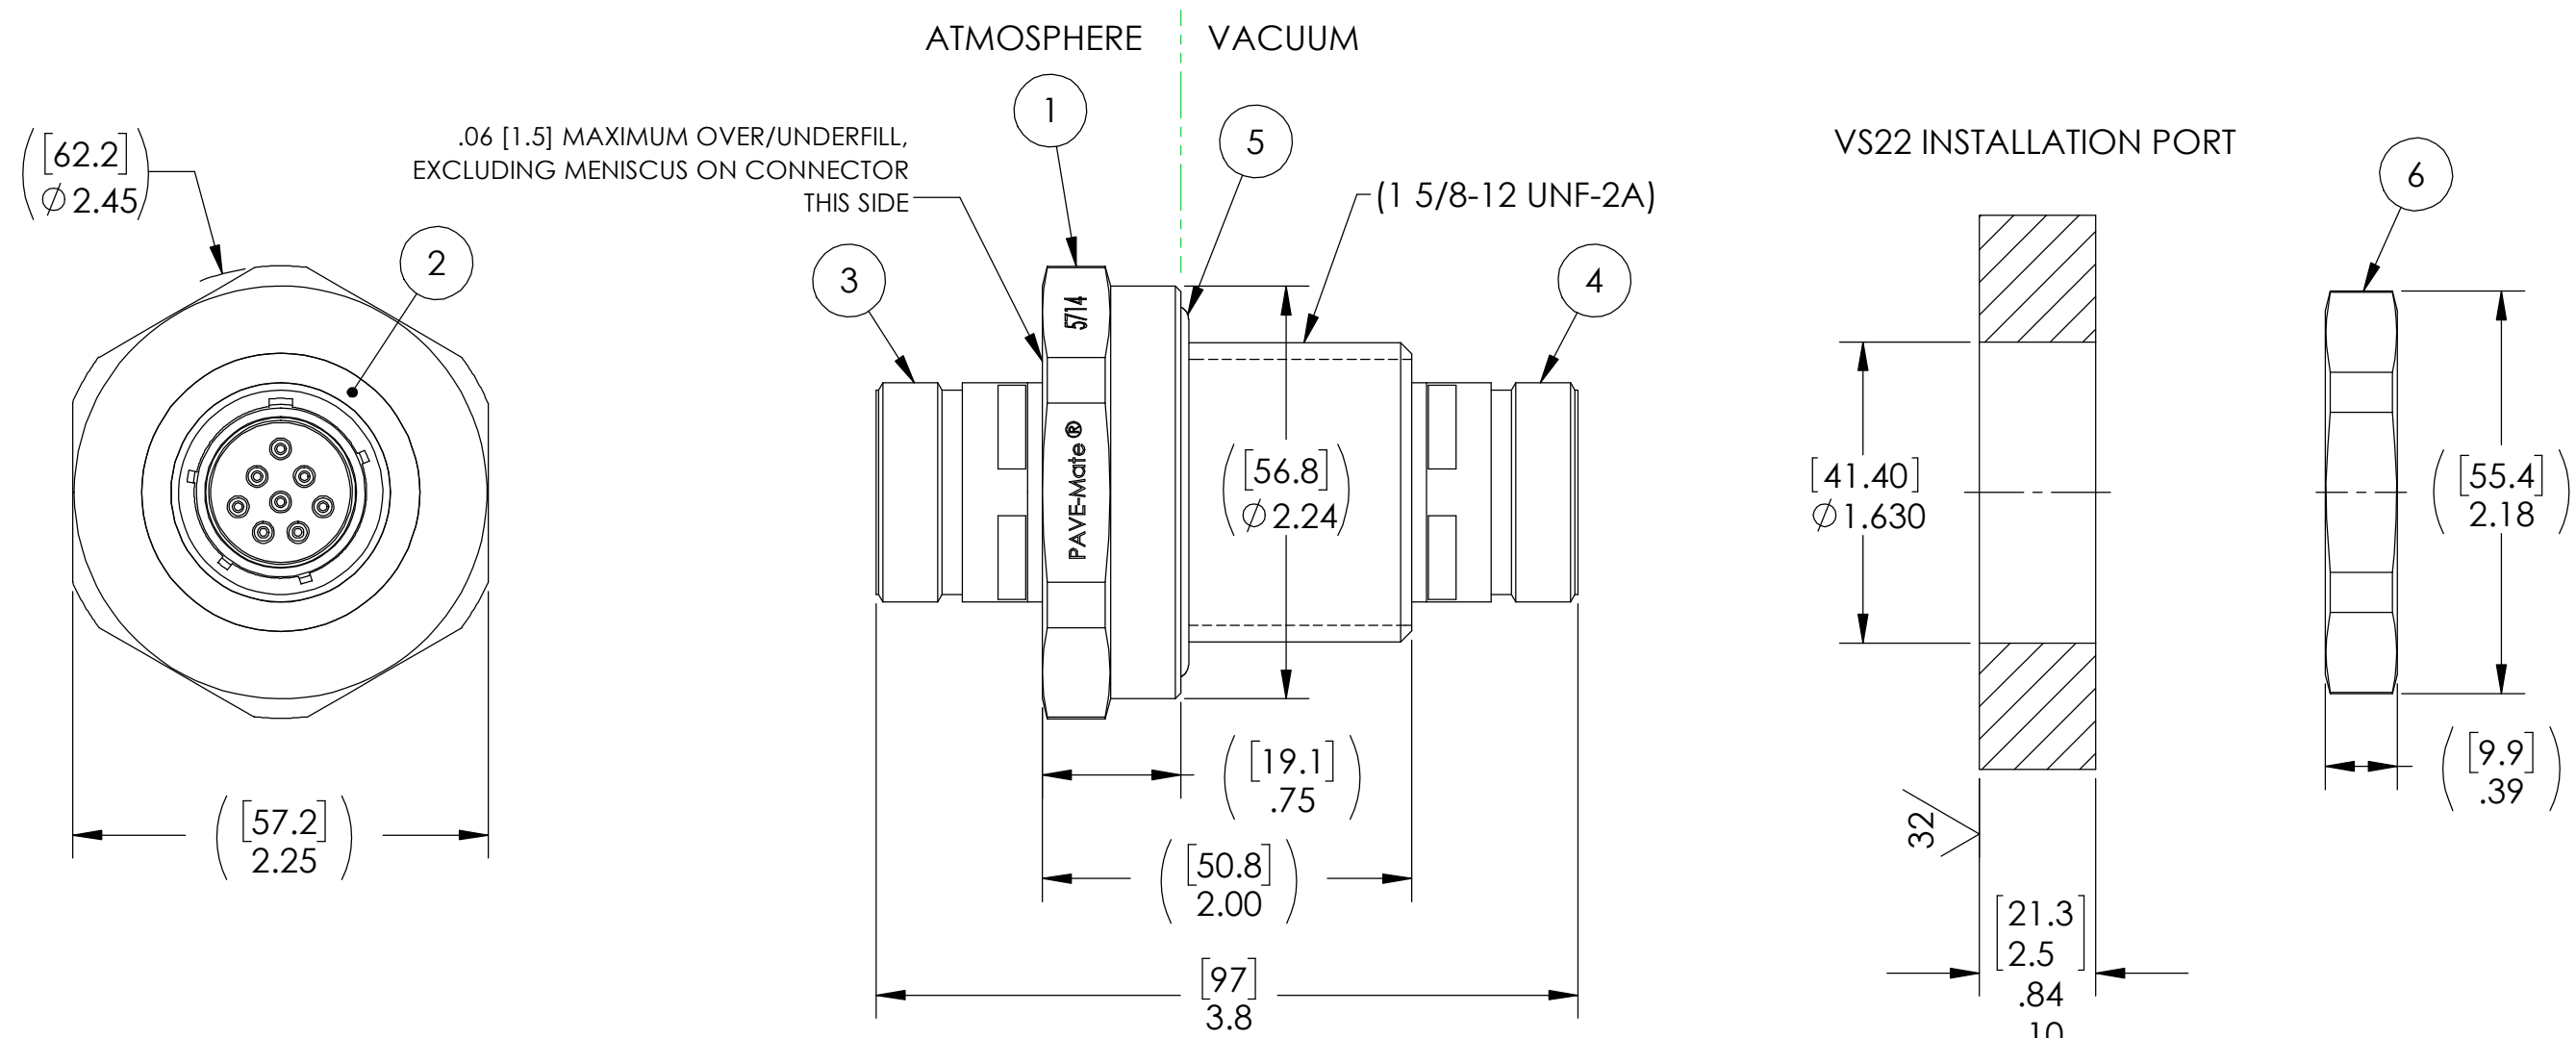 ATMOSPHERE
VACUUM
1
5
.06 [1.5] MAXIMUM OVER/UNDERFILL,
EXCLUDING MENISCUS ON CONNECTOR
THIS SIDE
([62.2]
Ø 2.45)
2
3
(1 5/8-12 UNF-2A)
4
VS22 INSTALLATION PORT
6
5714
PAVE-Mate ®
([56.8]
Ø 2.24)
[41.40]
Ø 1.630
([55.4]
2.18)
([9.9]
.39)
([57.2]
2.25)
([19.1]
.75)
([50.8]
2.00)
[97]
3.8
32
[21.3
2.5]
.84
.10